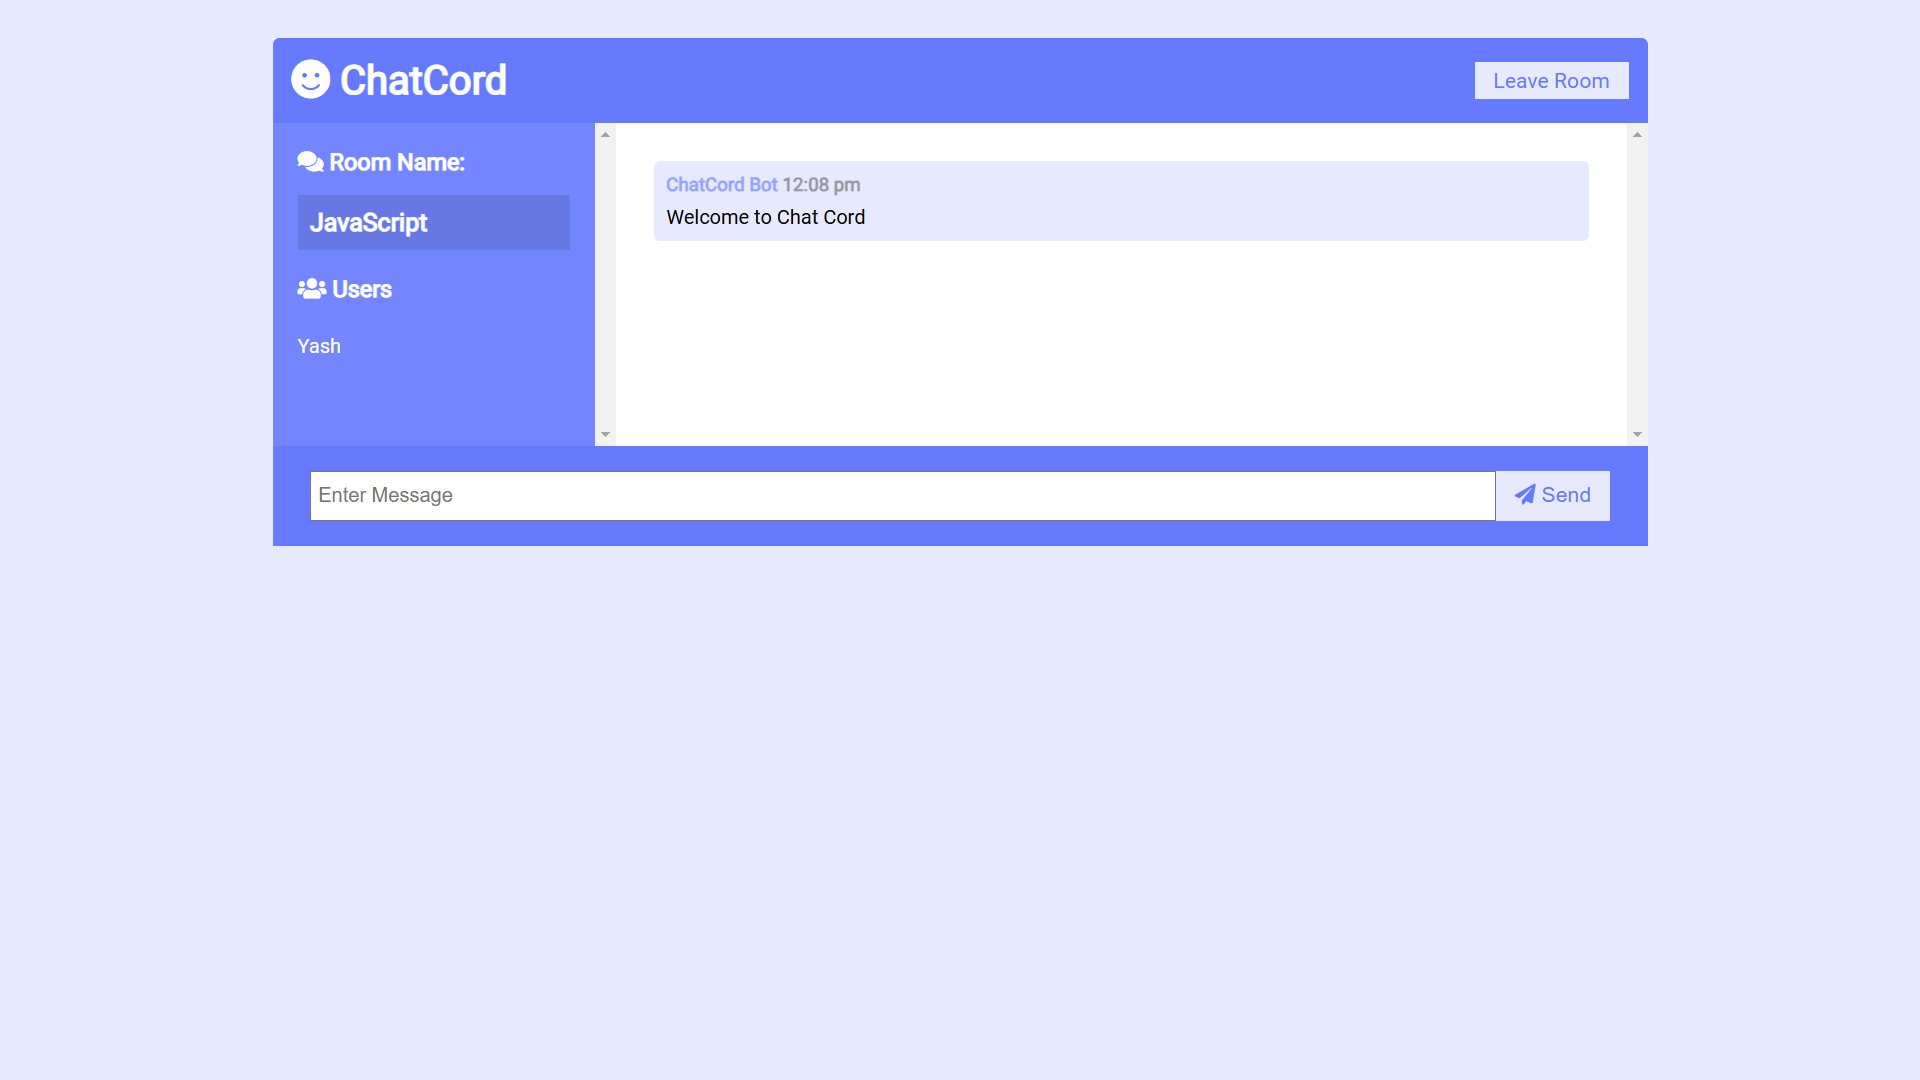 ChatCord
Leave Room
Room Name:
JavaScript
Users
Yash
ChatCord Bot 12:08 pm
Welcome to Chat Cord
Enter Message
Send